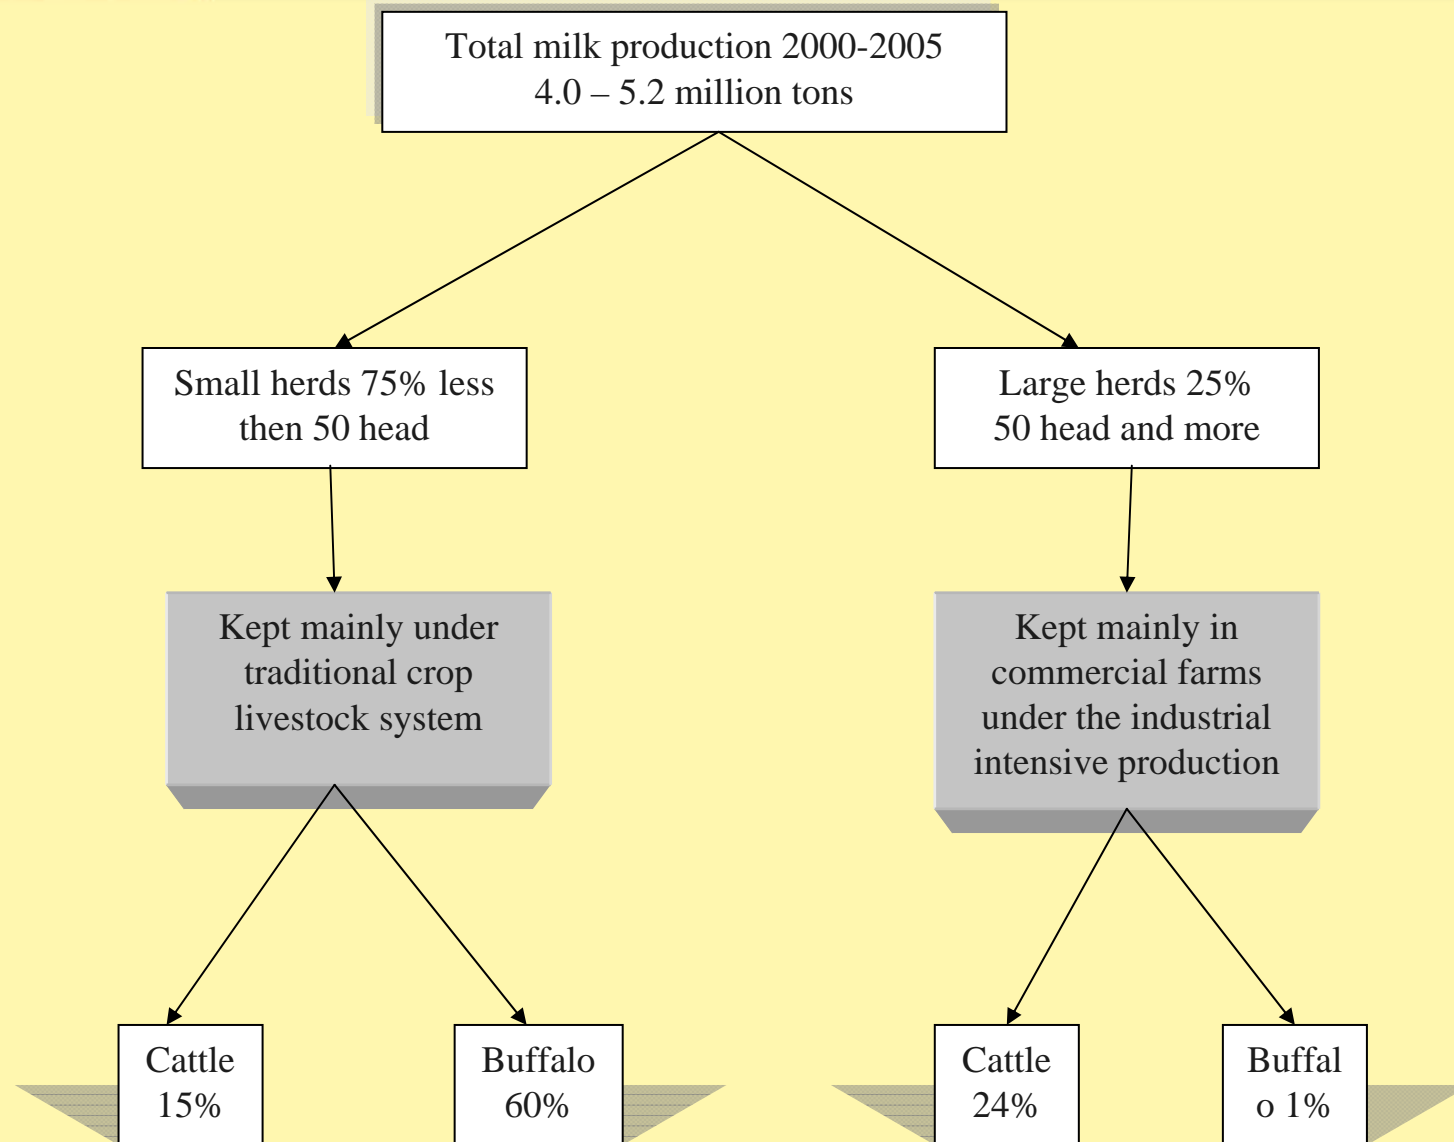 Total milk production 2000-2005
4.0 – 5.2 million tons
Small herds 75% less
then 50 head
Large herds 25%
50 head and more
Kept mainly under
traditional crop
livestock system
Kept mainly in
commercial farms
under the industrial
intensive production
Cattle
15%
Buffalo
60%
Cattle
24%
Buffal
o 1%